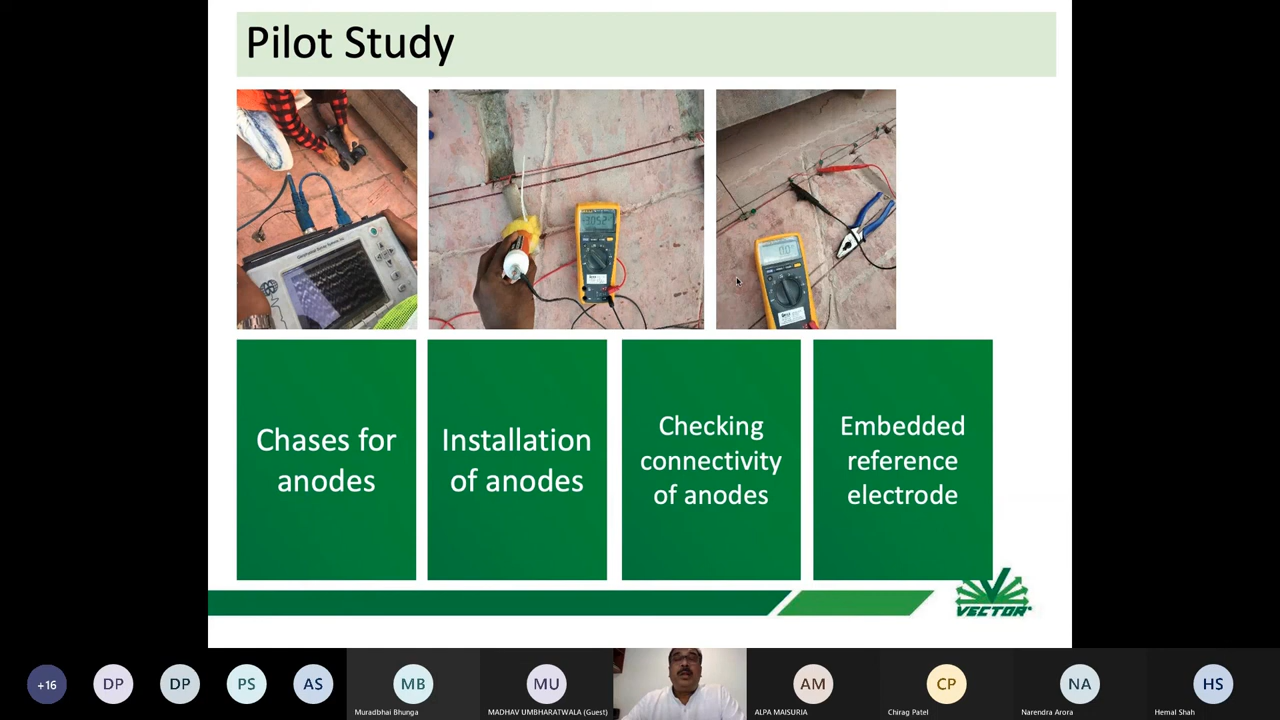 Pilot Study
Chases for
anodes
Installation
of anodes
Checking
connectivity
of anodes
Embedded
reference
electrode
VECTOR
+16
DP
DP
PS
AS
MB
Muradbhai Bhunga
MU
MADHAV UMBHARATWALA (Guest)
AM
ALPA MAISURIA
CP
Chirag Patel
NA
Narendra Arora
HS
Hemal Shah